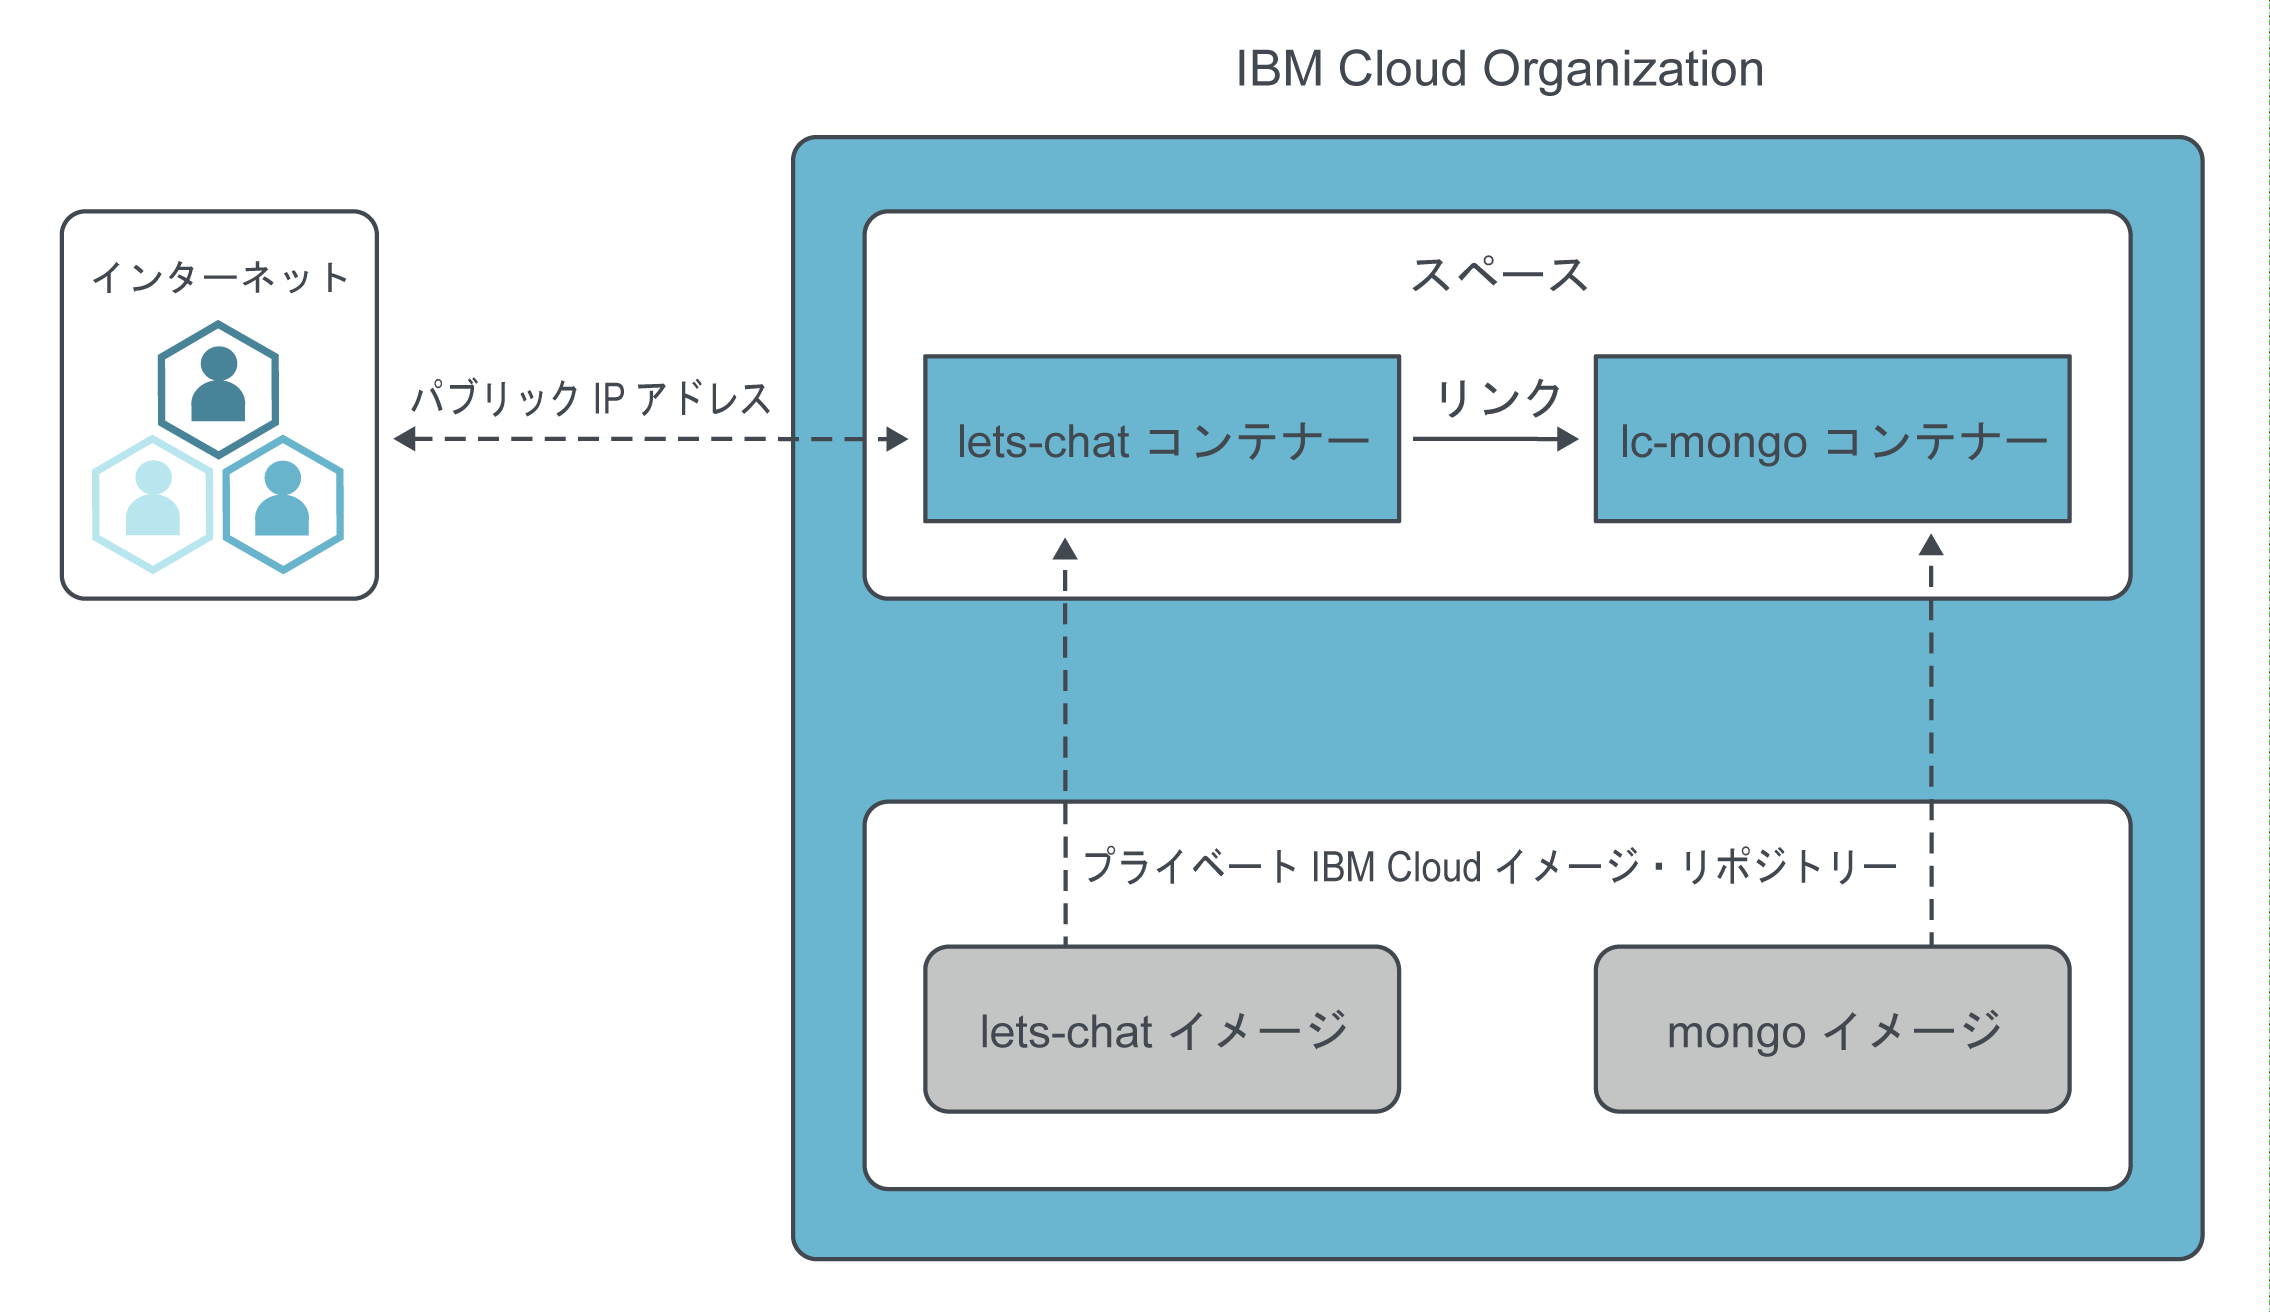 IBM Cloud Organization
インターネット
スペース
パブリック IP アドレス
lets-chat コンテナー
リンク
lc-mongo コンテナー
プライベート IBM Cloud イメージ・リポジトリー
lets-chat イメージ
mongo イメージ